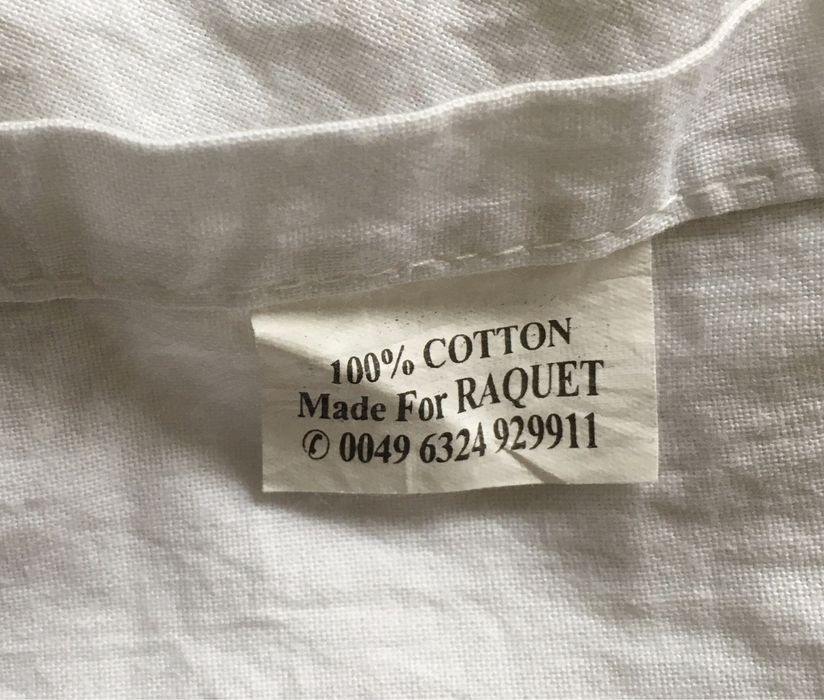 100% COTTON
Made For RAQUET
✆ 0049 6324 929911